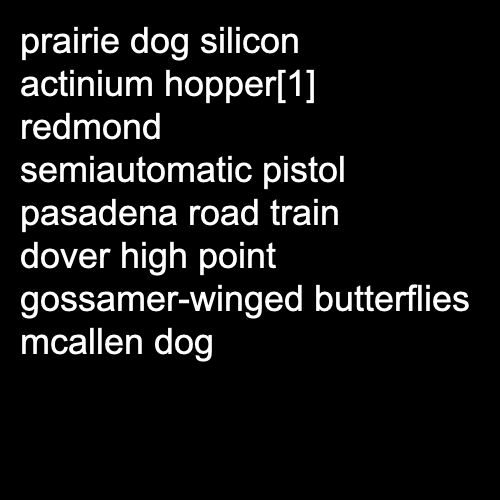 prairie dog silicon
actinium hopper[1]
redmond
semiautomatic pistol
pasadena road train
dover high point
gossamer-winged butterflies
mcallen dog